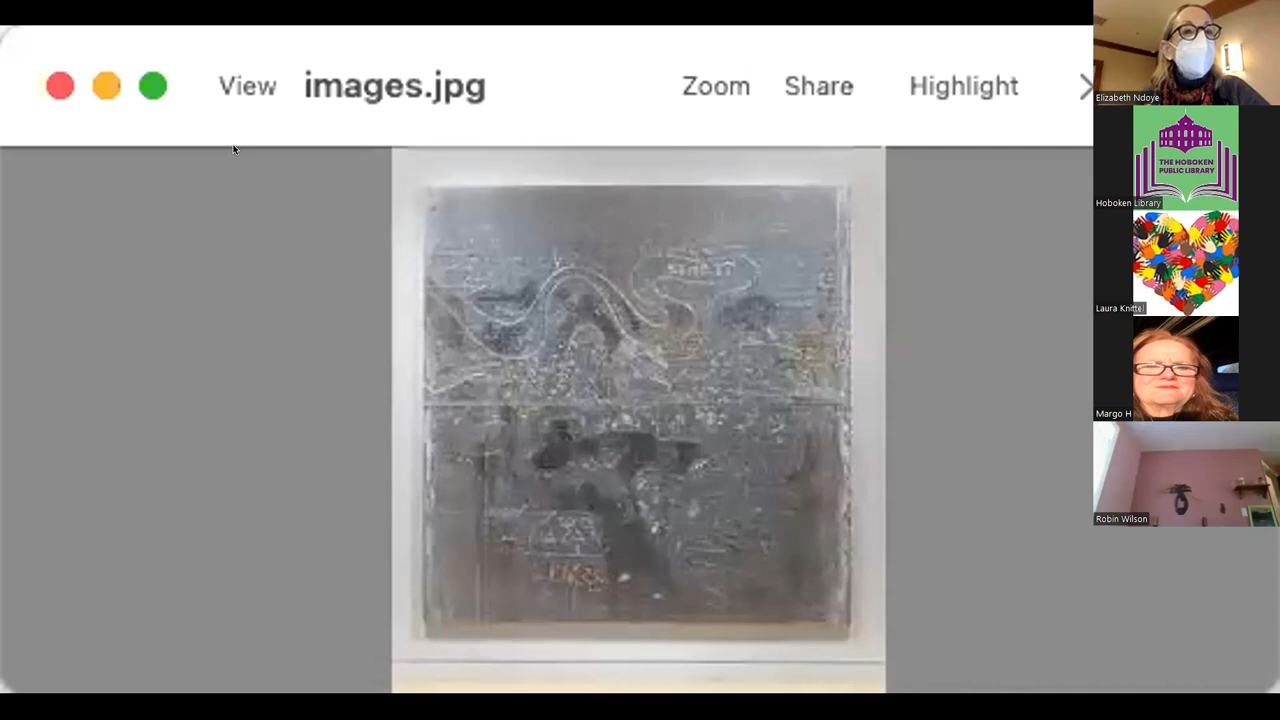 View images.jpg Zoom Share Highlight
Elizabeth Ndoye
THE HOBOKEN
PUBLIC LIBRARY
Hoboken Library
Laura Knittel
Margo H
Robin Wilson